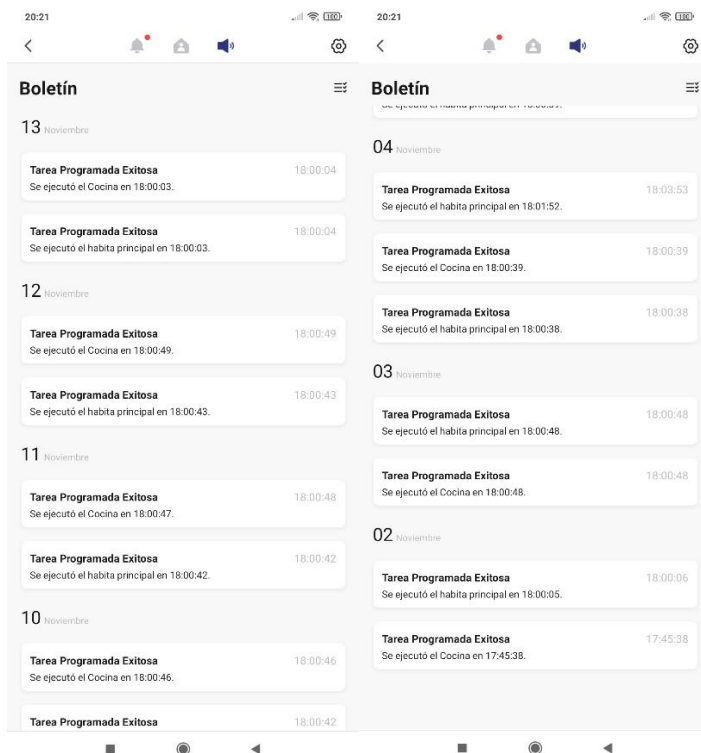 20:21
100
Boletín
13 Noviembre
Tarea Programada Exitosa 18:00:04
Se ejecutó el Cocina en 18:00:03.
Tarea Programada Exitosa 18:00:04
Se ejecutó el habita principal en 18:00:03.
12 Noviembre
Tarea Programada Exitosa 18:00:49
Se ejecutó el Cocina en 18:00:49.
Tarea Programada Exitosa 18:00:43
Se ejecutó el habita principal en 18:00:43.
11 Noviembre
Tarea Programada Exitosa 18:00:48
Se ejecutó el Cocina en 18:00:47.
Tarea Programada Exitosa 18:00:42
Se ejecutó el habita principal en 18:00:42.
10 Noviembre
Tarea Programada Exitosa 18:00:46
Se ejecutó el Cocina en 18:00:46.
Tarea Programada Exitosa 18:00:42
20:21
100
Boletín
04 Noviembre
Tarea Programada Exitosa 18:03:53
Se ejecutó el habita principal en 18:01:52.
Tarea Programada Exitosa 18:00:39
Se ejecutó el Cocina en 18:00:39.
Tarea Programada Exitosa 18:00:38
Se ejecutó el habita principal en 18:00:38.
03 Noviembre
Tarea Programada Exitosa 18:00:48
Se ejecutó el habita principal en 18:00:48.
Tarea Programada Exitosa 18:00:48
Se ejecutó el Cocina en 18:00:48.
02 Noviembre
Tarea Programada Exitosa 18:00:06
Se ejecutó el habita principal en 18:00:05.
Tarea Programada Exitosa 17:45:38
Se ejecutó el Cocina en 17:45:38.